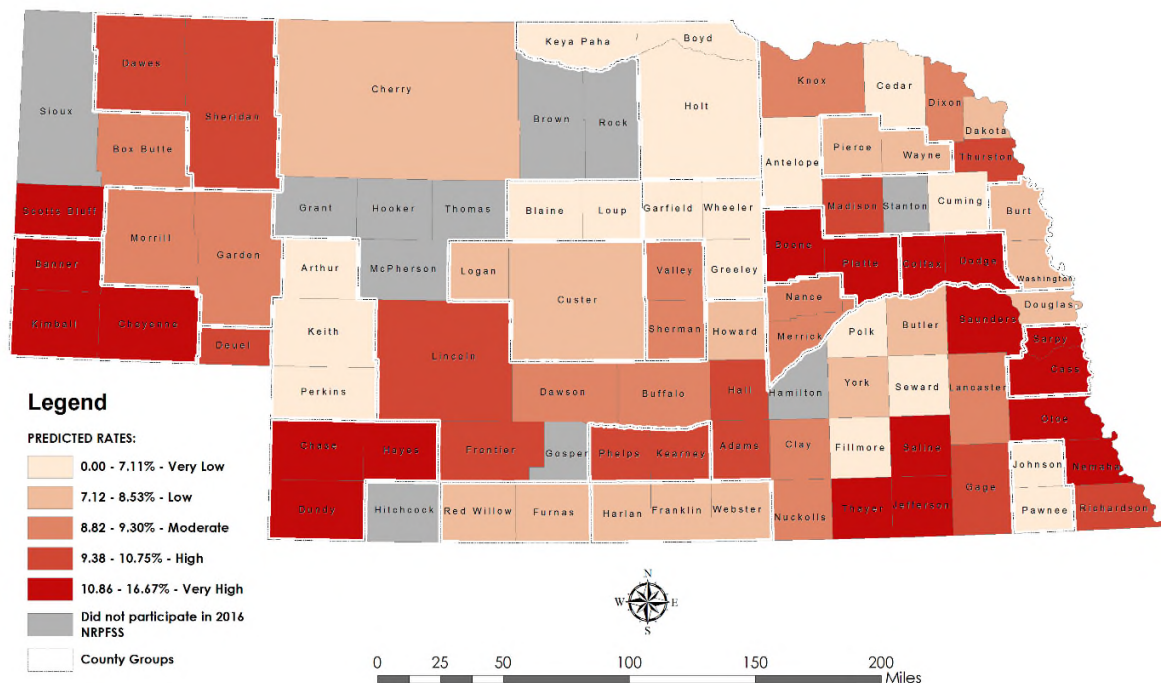 Keya Paha
Boyd
Dawes
Knox
Cedar
Cherry
Sioux
Holt
Dixon
Sheridan
Brown
Rock
Dakota
Box Butte
Pierce
Wayne
Antelope
Thurston
Scotts Bluff
Grant
Hooker
Thomas
Blaine
Loup
Garfield
Wheeler
Madison
Stanton
Cuming
Burt
Morrill
Garden
Boone
Banner
Arthur
McPherson
Logan
Valley
Greeley
Platte
Colfax
Dodge
Washington
Custer
Nance
Douglas
Kimball
Cheyenne
Keith
Sherman
Howard
Merrick
Polk
Butler
Saunders
Sarpy
Deuel
Lincoln
Cass
Perkins
Dawson
Buffalo
Hall
Hamilton
York
Seward
Lancaster
Otoe
Chase
Hayes
Frontier
Gosper
Phelps
Kearney
Adams
Clay
Fillmore
Saline
Johnson
Nemaha
Gage
Dundy
Hitchcock
Red Willow
Furnas
Harlan
Franklin
Webster
Nuckolls
Thayer
Jefferson
Pawnee
Richardson
Legend
PREDICTED RATES:
0.00 - 7.11% - Very Low
7.12 - 8.53% - Low
8.82 - 9.30% - Moderate
9.38 - 10.75% - High
10.86 - 16.67% - Very High
Did not participate in 2016
NRPFSS
County Groups
N
W E
S
0 25 50 100 150 200
Miles